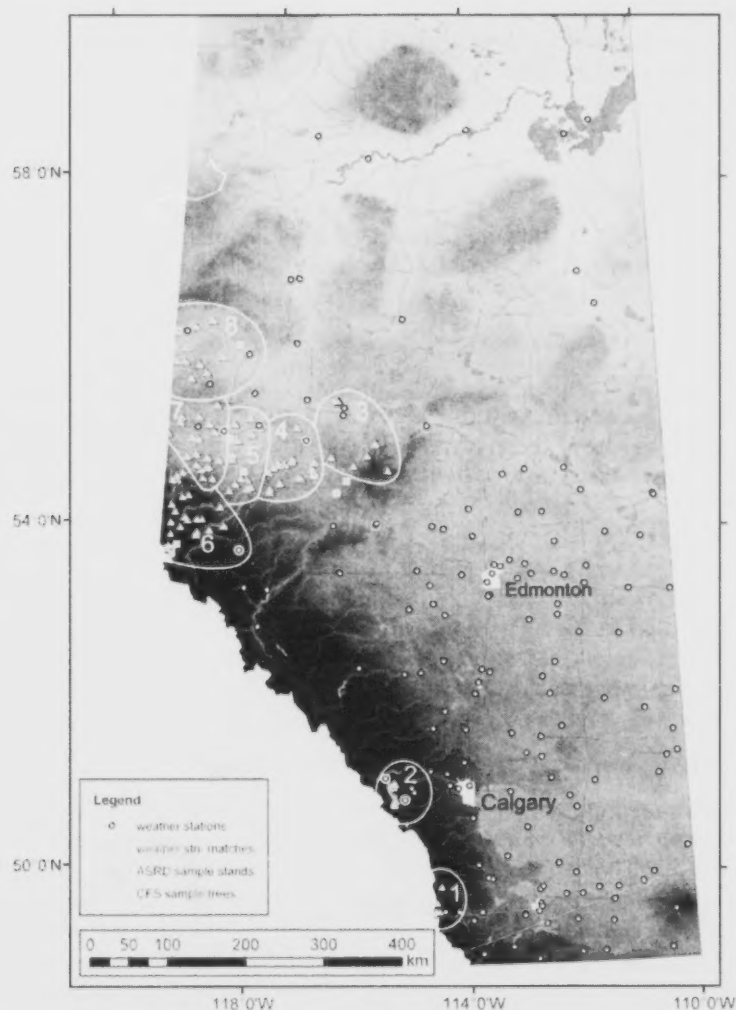 58°0'N
8
7
3
4
5
54°0'N
6
Edmonton
2
Calgary
Legend
weather stations
weather stn. matches
ASRD sample stands
CFS sample trees
50°0'N
1
0 50 100 200 300 400
km
118°0'W
114°0'W
110°0'W